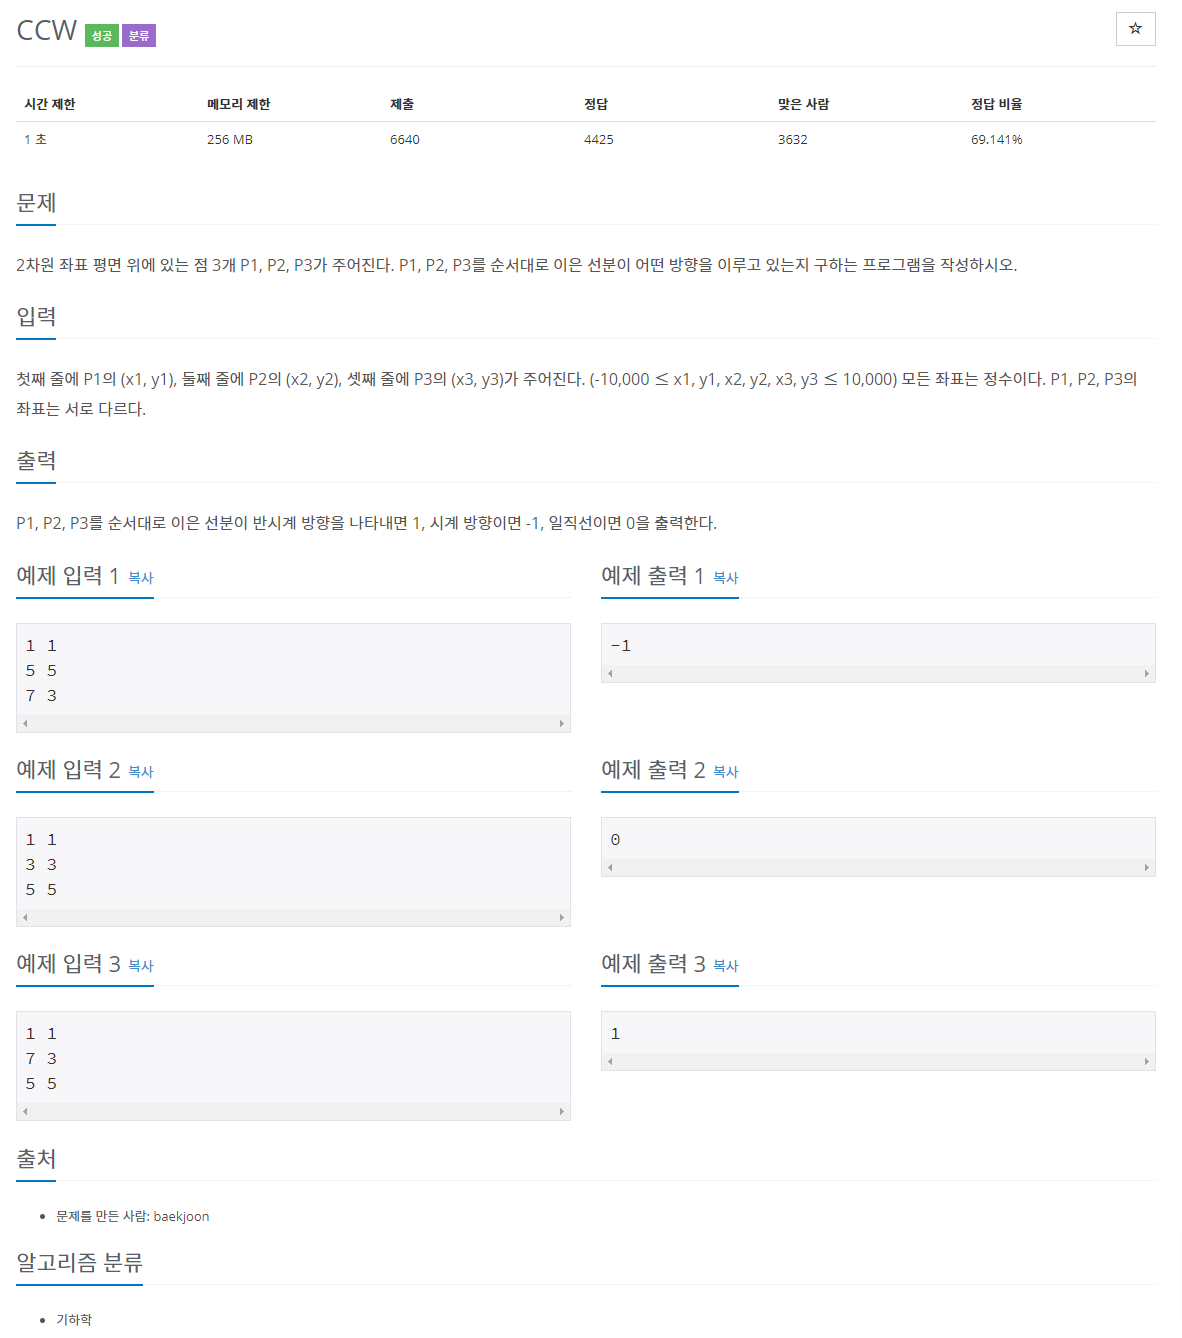 CCW 성공 분류
☆
시간 제한 메모리 제한 제출 정답 맞은 사람 정답 비율
1 초 256 MB 6640 4425 3632 69.141%
문제
2차원 좌표 평면 위에 있는 점 3개 P1, P2, P3가 주어진다. P1, P2, P3를 순서대로 이은 선분이 어떤 방향을 이루고 있는지 구하는 프로그램을 작성하시오.
입력
첫째 줄에 P1의 (x1, y1), 둘째 줄에 P2의 (x2, y2), 셋째 줄에 P3의 (x3, y3)가 주어진다. (-10,000 ≤ x1, y1, x2, y2, x3, y3 ≤ 10,000) 모든 좌표는 정수이다. P1, P2, P3의
좌표는 서로 다르다.
출력
P1, P2, P3를 순서대로 이은 선분이 반시계 방향을 나타내면 1, 시계 방향이면 -1, 일직선이면 0을 출력한다.
예제 입력 1 복사
1 1
5 5
7 3
예제 출력 1 복사
-1
예제 입력 2 복사
1 1
3 3
5 5
예제 출력 2 복사
0
예제 입력 3 복사
1 1
7 3
5 5
예제 출력 3 복사
1
출처
• 문제를 만든 사람: baekjoon
알고리즘 분류
• 기하학